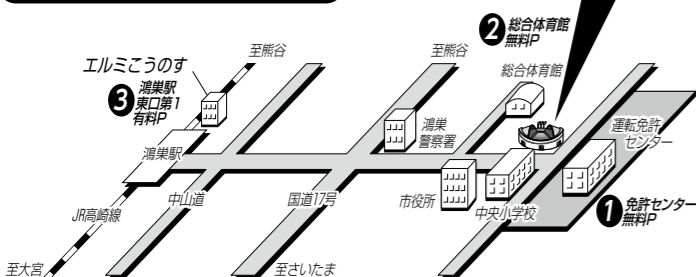 至熊谷
至熊谷
❷総合体育館
無料P
総合体育館
エルミこうのす
❸鴻巣駅
東口第1
有料P
鴻巣
警察署
運転免許
センター
鴻巣駅
中山道
国道17号
市役所
中央小学校
❶免許センター
無料P
JR高崎線
至大宮
至さいたま